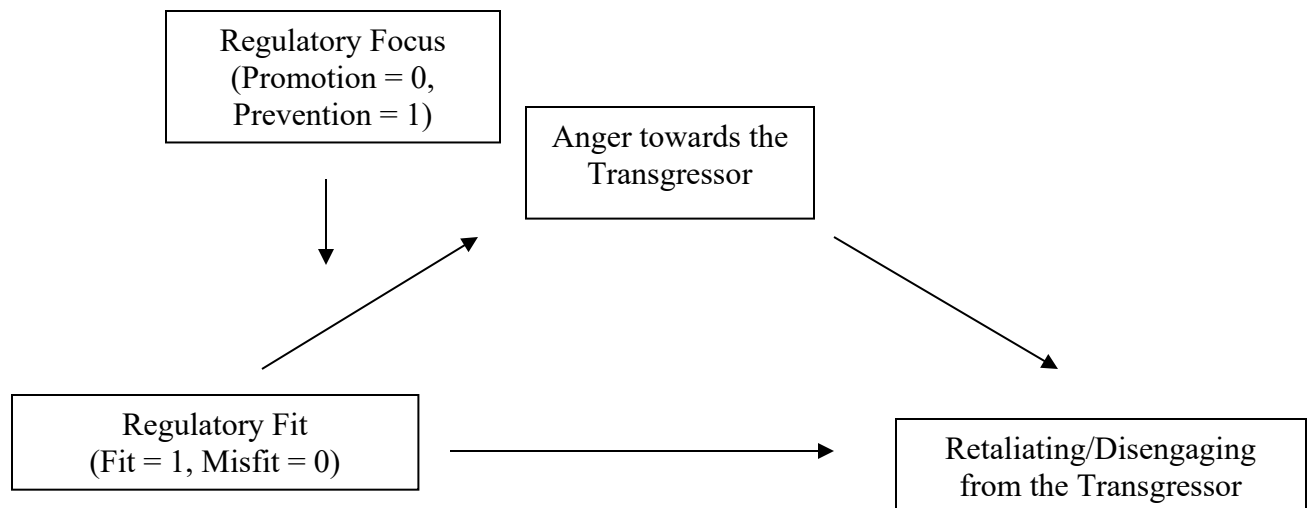 Regulatory Focus
(Promotion = 0,
Prevention = 1)
Anger towards the
Transgressor
Regulatory Fit
(Fit = 1, Misfit = 0)
Retaliating/Disengaging
from the Transgressor